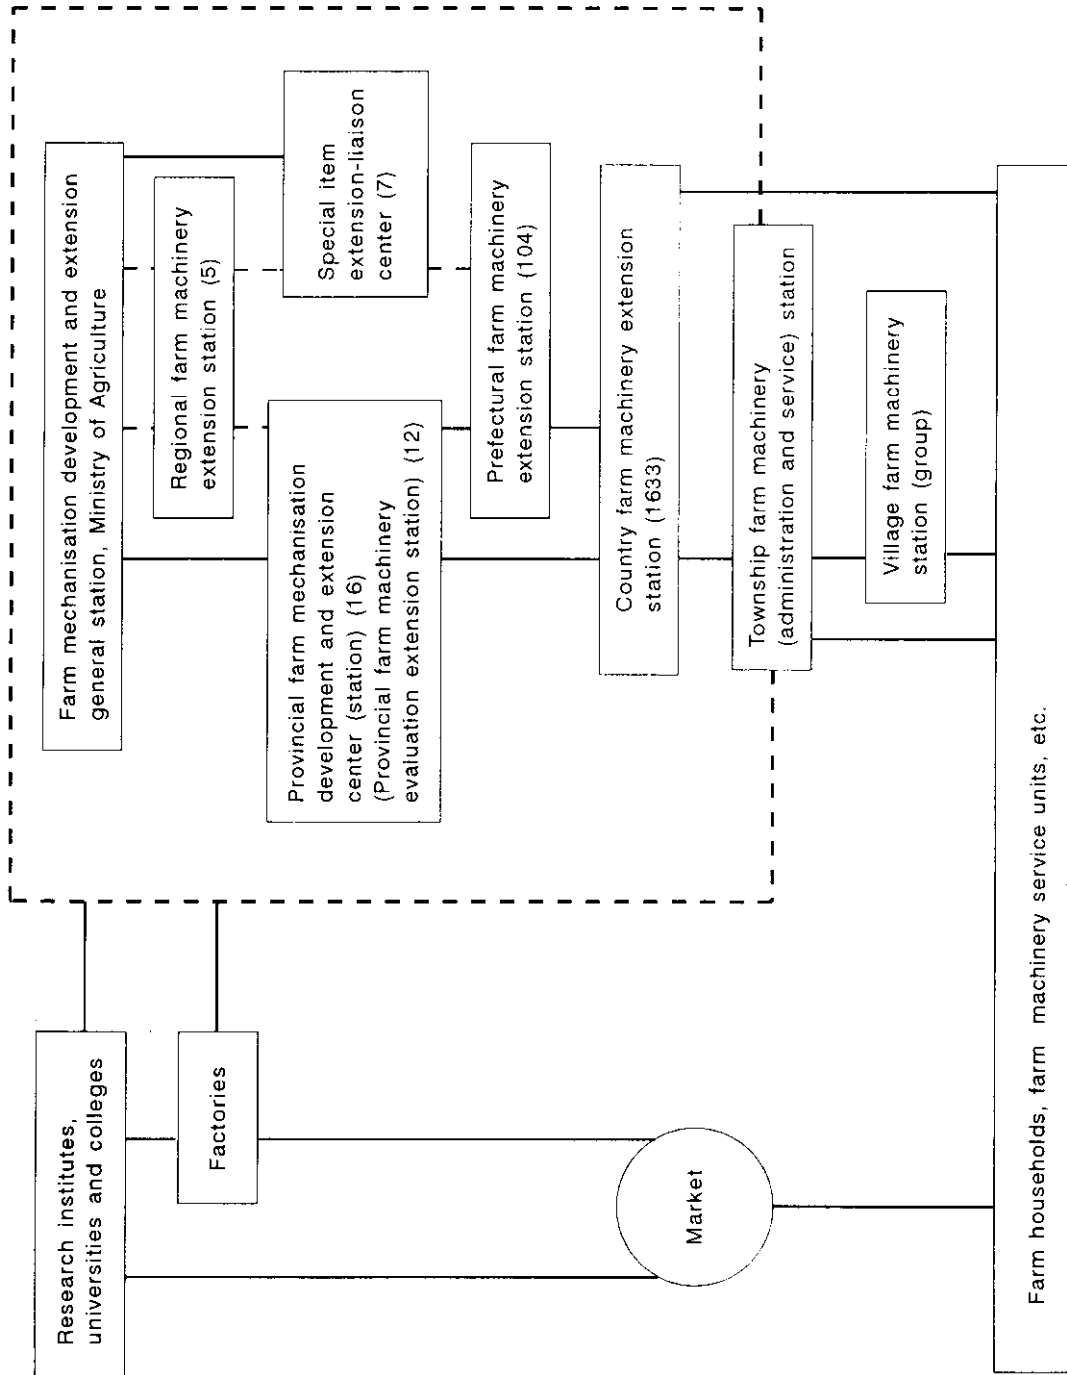 Research institutes,
universities and colleges
Factories
Market
Farm mechanisation development and extension
general station, Ministry of Agriculture
Regional farm machinery
extension station (5)
Special item
extension-liaison
center (7)
Provincial farm mechanisation
development and extension
center (station) (16)
(Provincial farm machinery
evaluation extension station) (12)
Prefectural farm machinery
extension station (104)
Country farm machinery extension
station (1633)
Township farm machinery
(administration and service) station
Village farm machinery
station (group)
Farm households, farm machinery service units, etc.